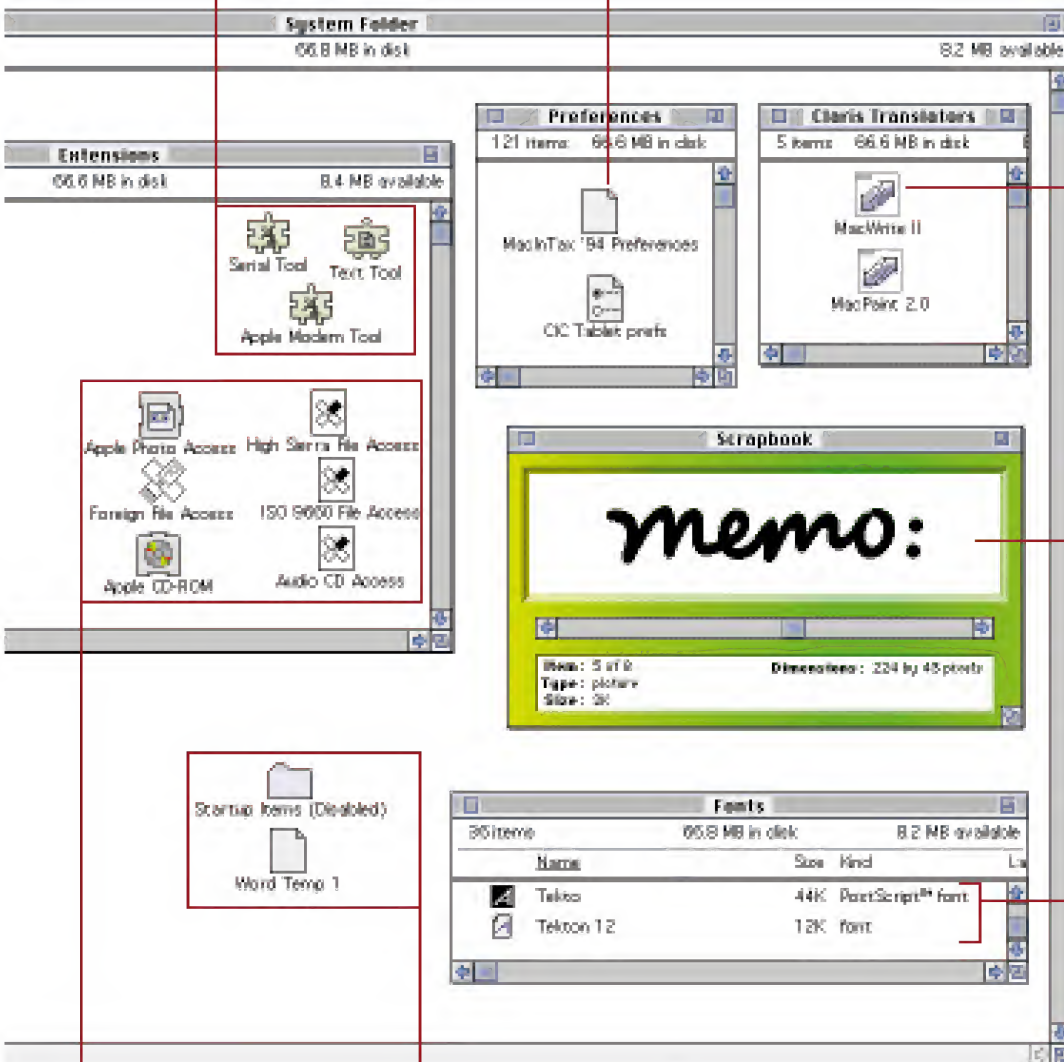 System Folder
66.8 MB in disk 8.2 MB available
Preferences
121 items 66.6 MB in disk
MacInTax '94 Preferences
CIC Tablet prefs
Claris Translators
5 items 66.6 MB in disk
MacWrite II
MacPaint 2.0
Extensions
66.6 MB in disk 8.4 MB available
Serial Tool Text Tool
Apple Modem Tool
Apple Photo Access High Sierra File Access
Foreign File Access ISO 9660 File Access
Apple CD-ROM Audio CD Access
Scrapbook
memo:
Item: 5 of 8 Dimensions: 224 by 48 pixels
Type: picture
Size: 3K
Startup Items (Disabled)
Word Temp 1
Fonts
36 items 66.8 MB in disk 8.2 MB available
Name Size Kind La
Tekto 44K PostScript™ font
Tekton 12 12K font